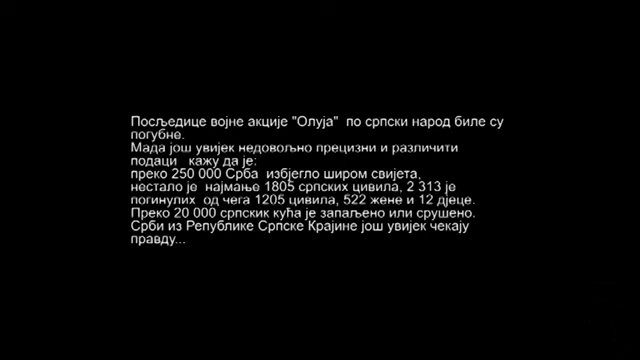 Посљедице војне акције "Олуја"  по српски народ биле су
погубне.
Мада још увијек недовољно прецизни и различити
подаци   кажу да је:
преко 250 000 Срба  избјегло широм свијета,
нестало је  најмање 1805 српских цивила, 2 313 је
погинулих  од чега 1205 цивила, 522 жене и 12 дјеце.
Преко 20 000 српскик кућа је запаљено или срушено.
Срби из Републике Српске Крајине још увијек чекају
правду...